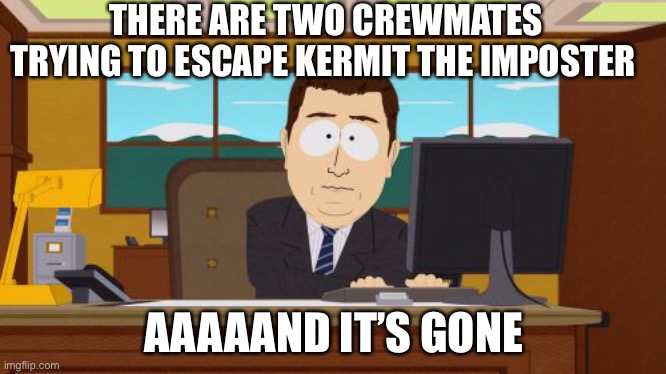 THERE ARE TWO CREWMATES
TRYING TO ESCAPE KERMIT THE IMPOSTER
AAAAAND IT’S GONE
imgflip.com